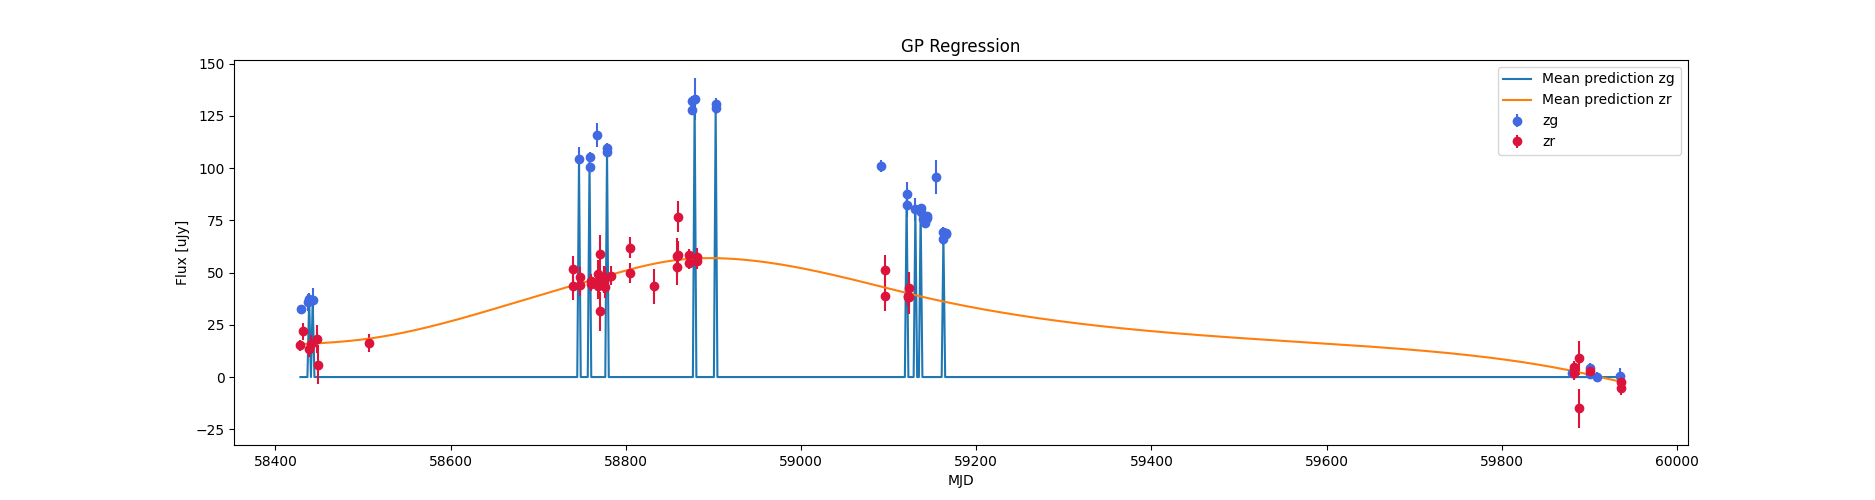 GP Regression
150
125
100
75
50
25
0
−25
Flux [uJy]
58400 58600 58800 59000 59200 59400 59600 59800 60000
MJD
Mean prediction zg
Mean prediction zr
zg
zr